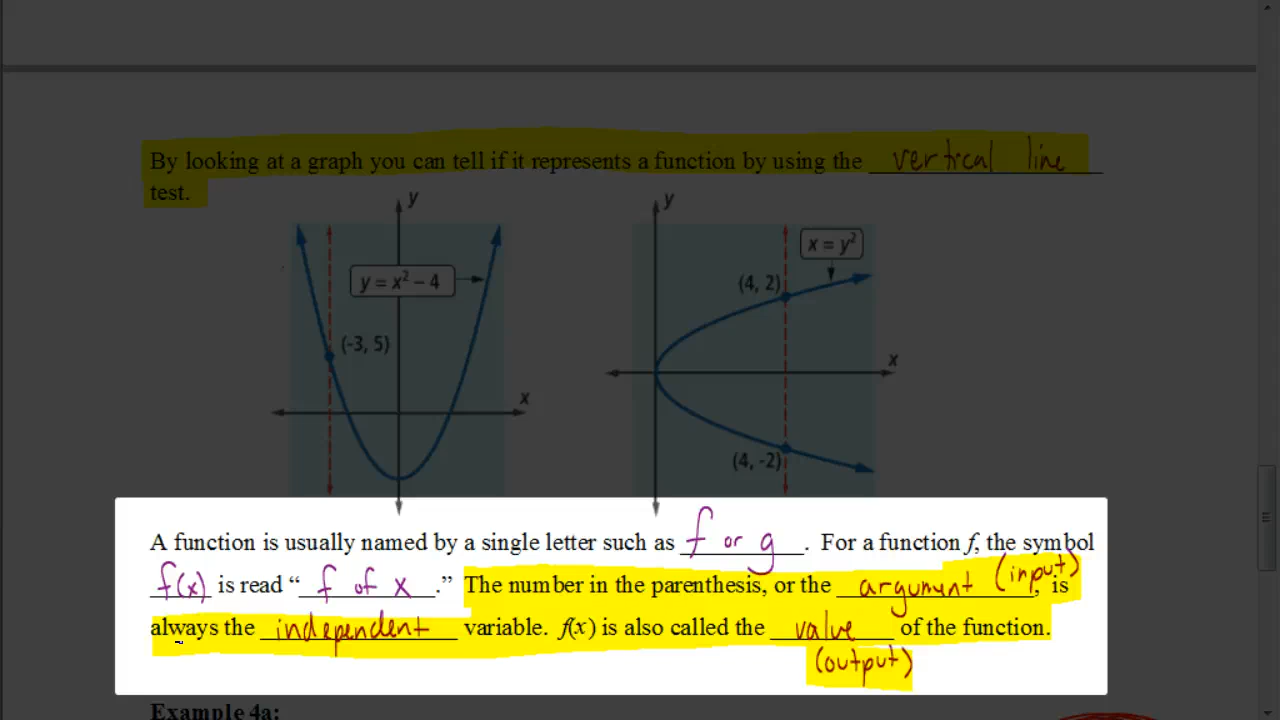 By looking at a graph you can tell if it represents a function by using the vertical line
test.
y
y
x = y²
y = x² – 4
(4, 2)
(-3, 5)
x
x
(4, -2)
A function is usually named by a single letter such as f or g. For a function f, the symbol
f(x) is read “f of x.” The number in the parenthesis, or the argument (input), is
always the independent variable. f(x) is also called the value of the function.
(output)
Example 4a: